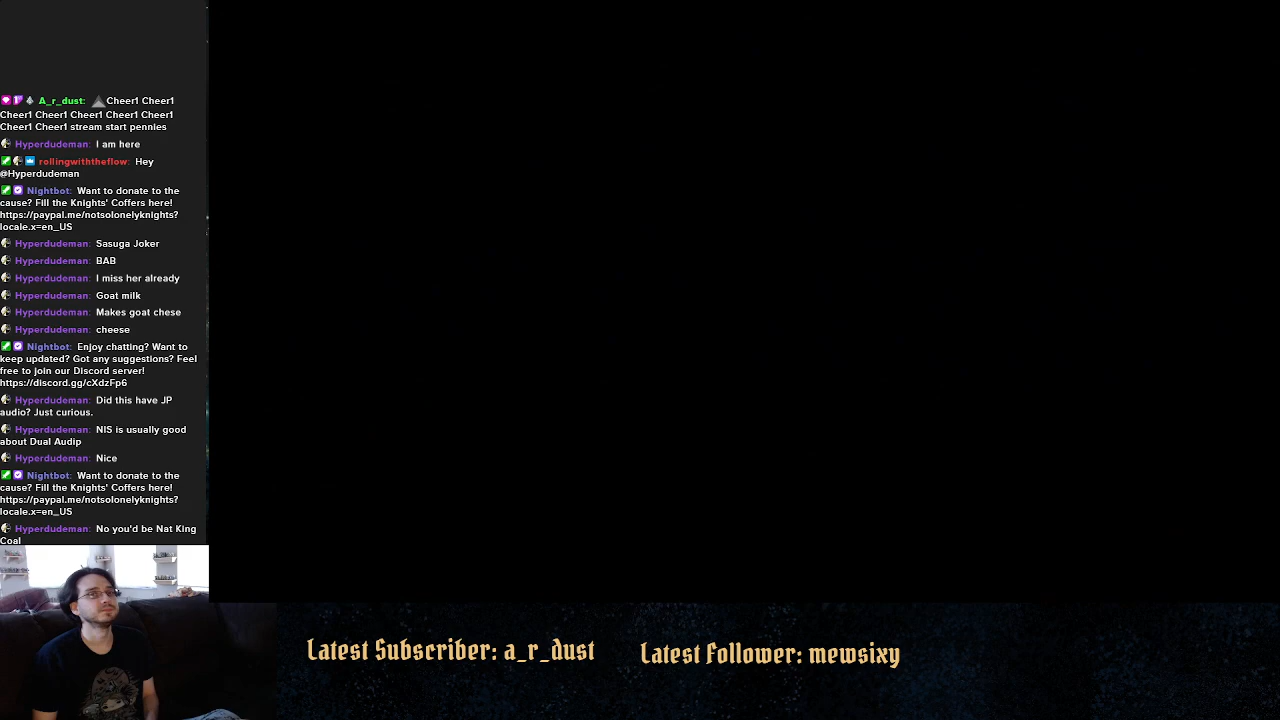 A_r_dust: Cheer1 Cheer1
Cheer1 Cheer1 Cheer1 Cheer1 Cheer1
Cheer1 Cheer1 stream start pennies
Hyperdudeman: I am here
rollingwiththeflow: Hey
@Hyperdudeman
Nightbot: Want to donate to the
cause? Fill the Knights' Coffers here!
https://paypal.me/notsolonelyknights?
locale.x=en_US
Hyperdudeman: Sasuga Joker
Hyperdudeman: BAB
Hyperdudeman: I miss her already
Hyperdudeman: Goat milk
Hyperdudeman: Makes goat chese
Hyperdudeman: cheese
Nightbot: Enjoy chatting? Want to
keep updated? Got any suggestions? Feel
free to join our Discord server!
https://discord.gg/cXdzFp6
Hyperdudeman: Did this have JP
audio? Just curious.
Hyperdudeman: NIS is usually good
about Dual Audip
Hyperdudeman: Nice
Nightbot: Want to donate to the
cause? Fill the Knights' Coffers here!
https://paypal.me/notsolonelyknights?
locale.x=en_US
Hyperdudeman: No you'd be Nat King
Coal
Latest Subscriber: a_r_dust
Latest Follower: mewsixy